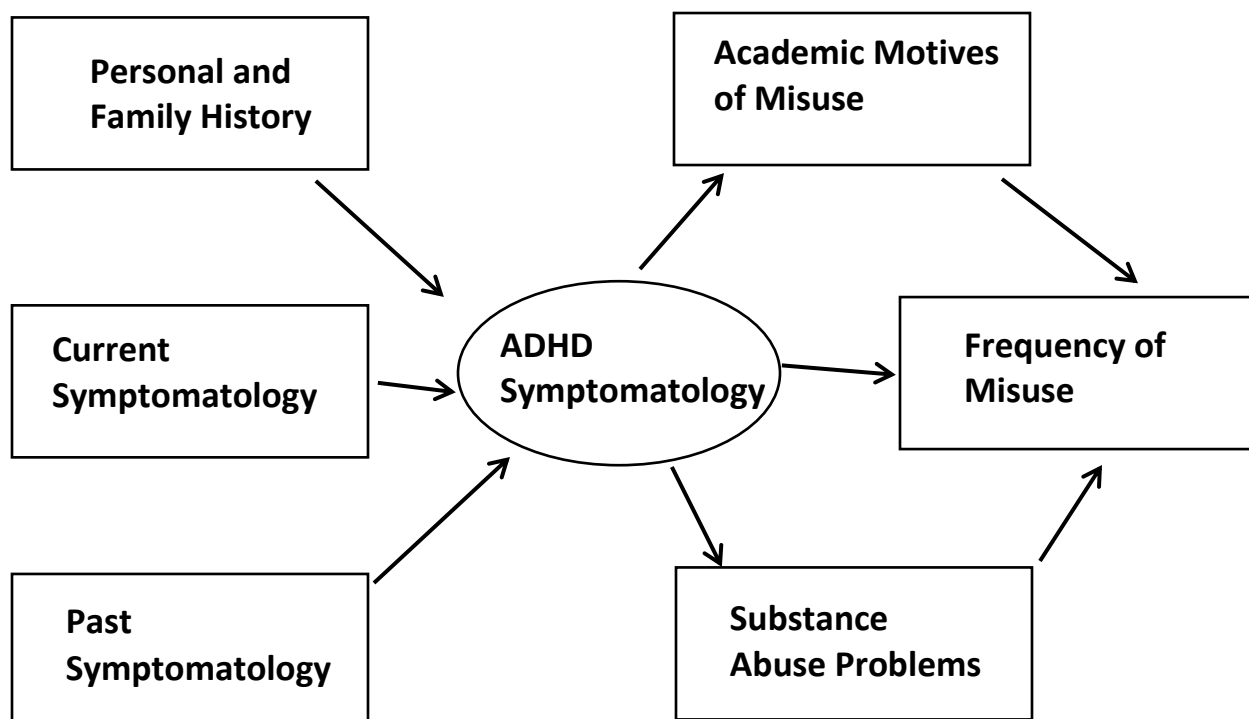 Personal and
Family History
Academic Motives
of Misuse
Current
Symptomatology
ADHD
Symptomatology
Frequency of
Misuse
Past
Symptomatology
Substance
Abuse Problems